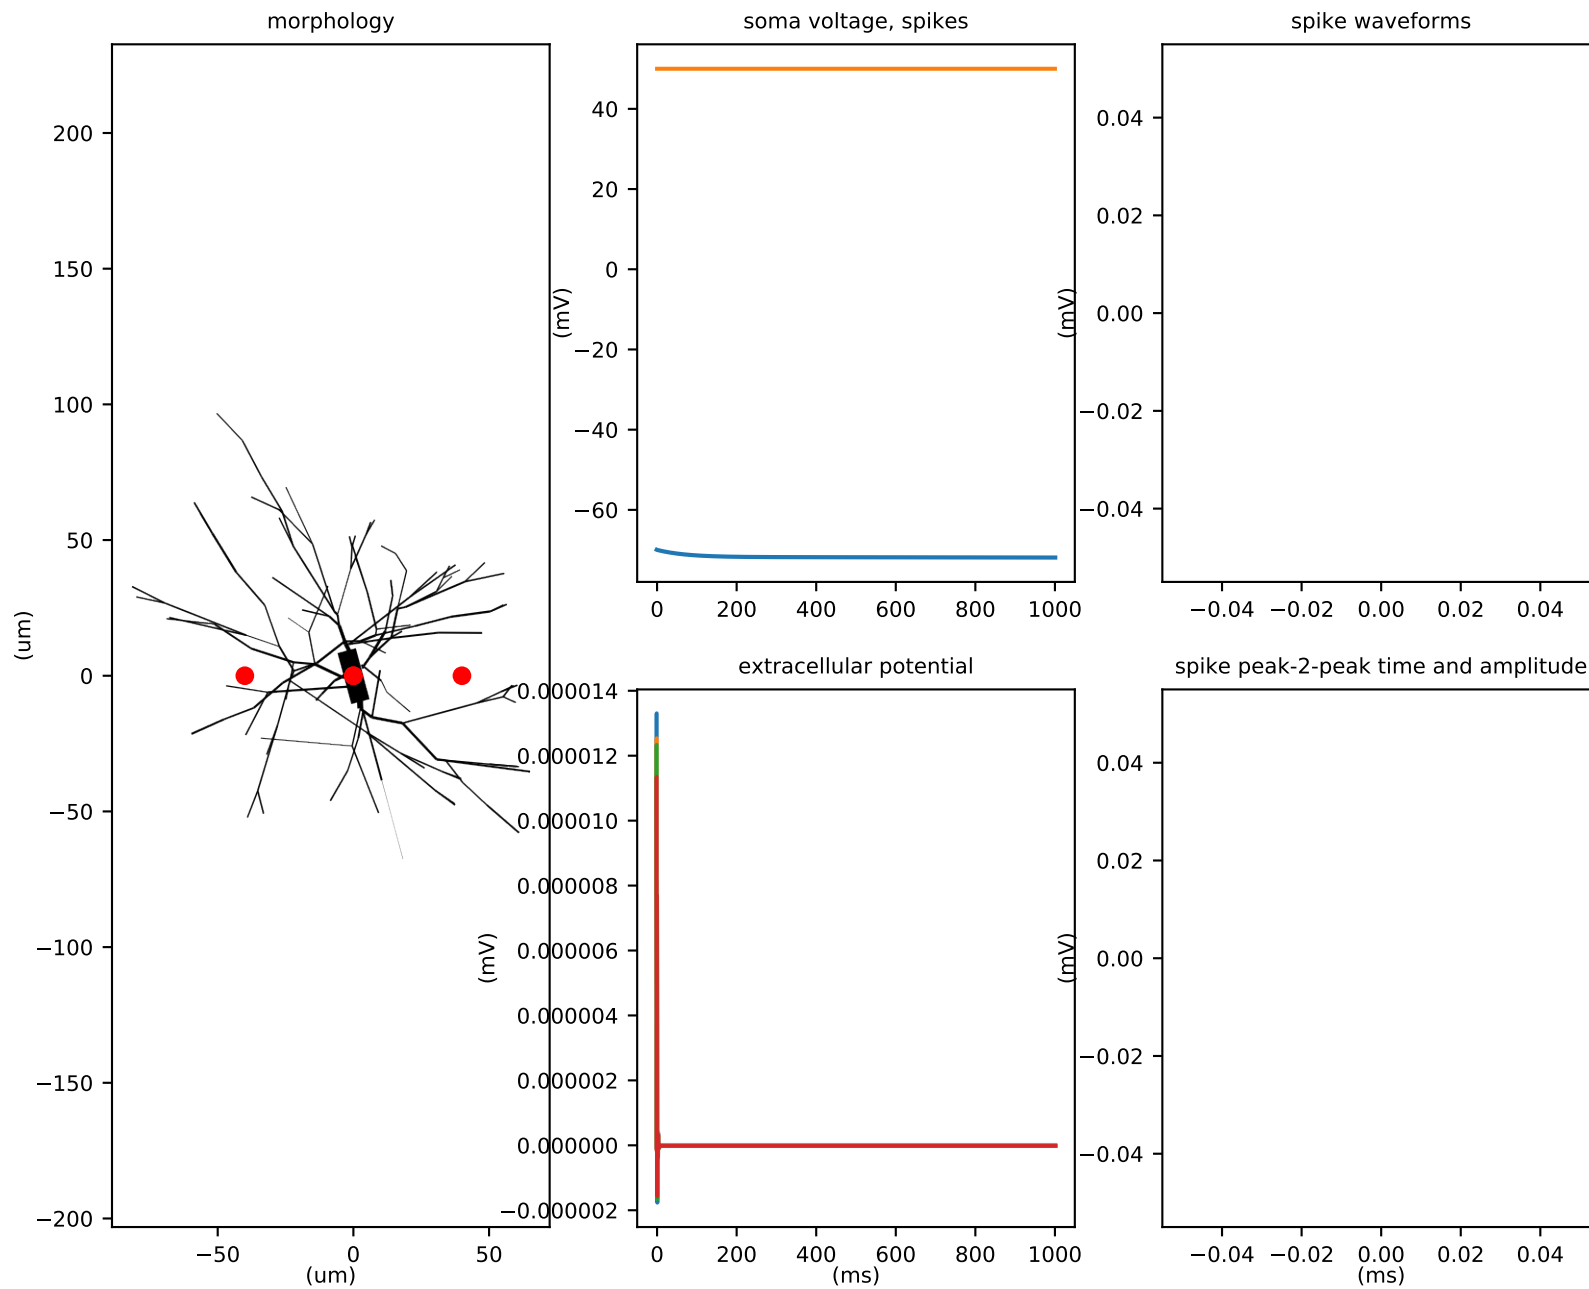 morphology
200
150
100
50
0
−50
−100
−150
−200
(um)
−50 0 50
(um)
soma voltage, spikes
40
20
0
−20
−40
−60
(mV)
0 200 400 600 800 1000
spike waveforms
0.04
0.02
0.00
−0.02
−0.04
(mV)
−0.04 −0.02 0.00 0.02 0.04
extracellular potential
0.000014
0.000012
0.000010
0.000008
0.000006
0.000004
0.000002
0.000000
−0.000002
(mV)
0 200 400 600 800 1000
(ms)
spike peak-2-peak time and amplitude
0.04
0.02
0.00
−0.02
−0.04
(mV)
−0.04 −0.02 0.00 0.02 0.04
(ms)